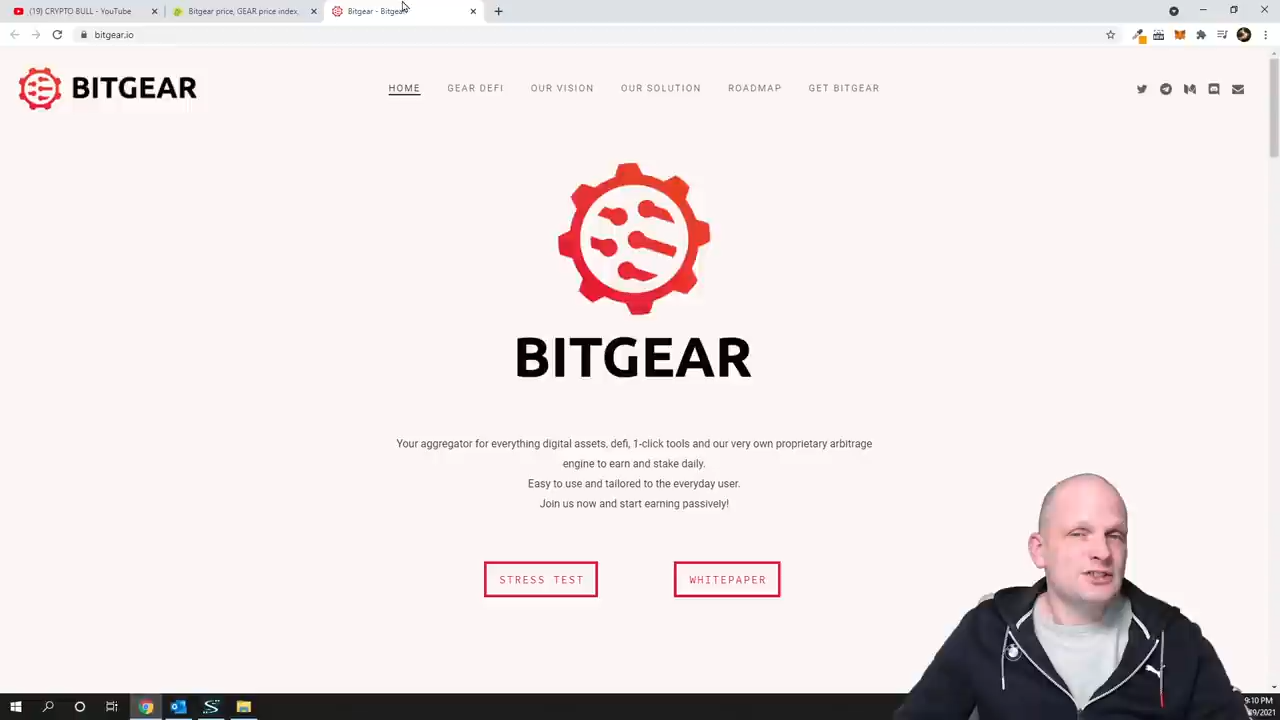 (19) CRYPTO BULL - YouTube
Bitgear price, GEAR price index,
Bitgear - Bitgear
bitgear.io
BITGEAR
HOME
GEAR DEFI
OUR VISION
OUR SOLUTION
ROADMAP
GET BITGEAR
BITGEAR
Your aggregator for everything digital assets, defi, 1-click tools and our very own proprietary arbitrage
engine to earn and stake daily.
Easy to use and tailored to the everyday user.
Join us now and start earning passively!
STRESS TEST
WHITEPAPER
9:10 PM